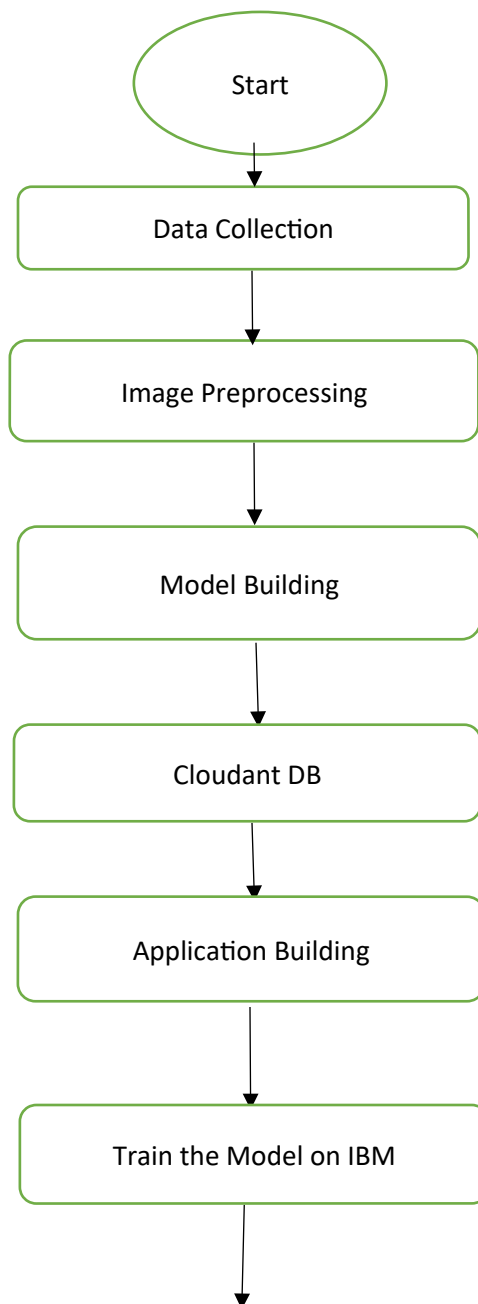 Start
Data Collection
Image Preprocessing
Model Building
Cloudant DB
Application Building
Train the Model on IBM